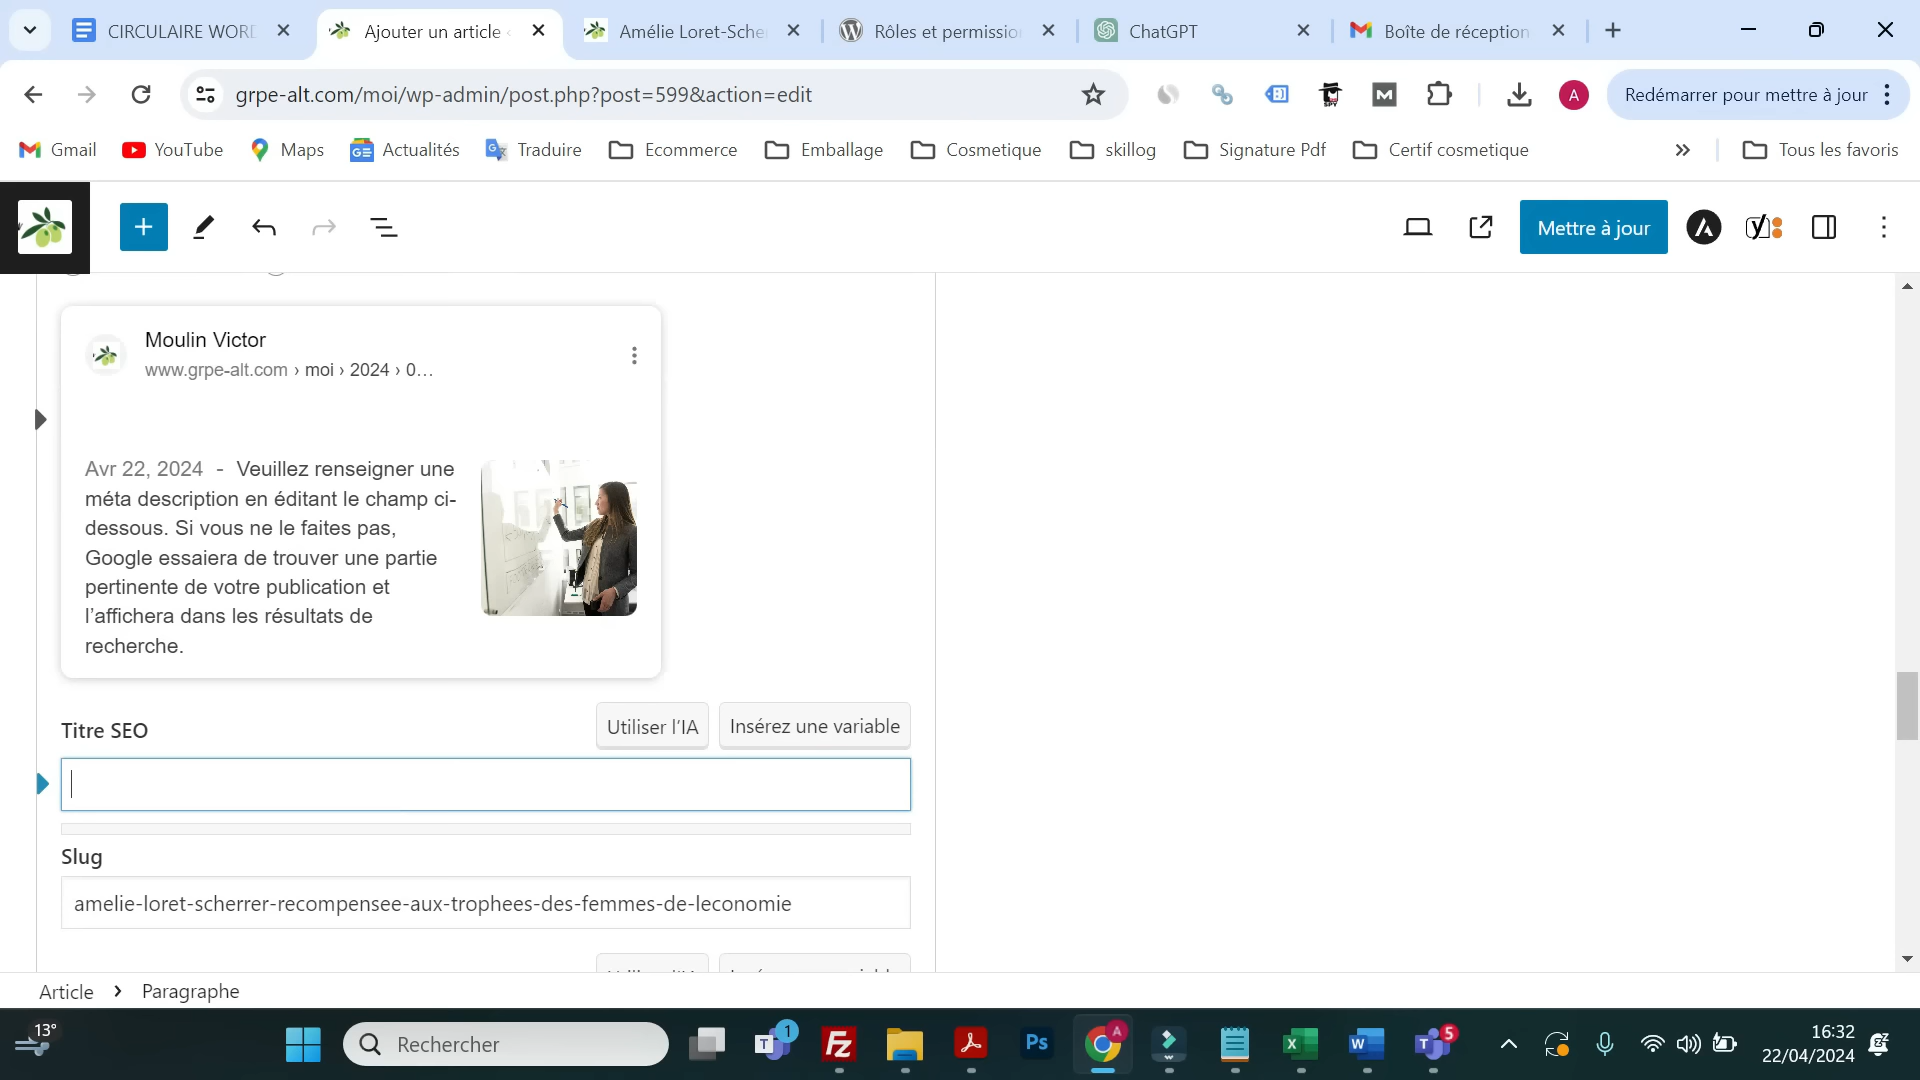 CIRCULAIRE WORD
Ajouter un article
Amélie Loret-Sche
Rôles et permissio
ChatGPT
Boîte de réception
grpe-alt.com/moi/wp-admin/post.php?post=599&action=edit
A
Redémarrer pour mettre à jour
Gmail
YouTube
Maps
Actualités
Traduire
Ecommerce
Emballage
Cosmetique
skillog
Signature Pdf
Certif cosmetique
Tous les favoris
Mettre à jour
Moulin Victor
www.grpe-alt.com › moi › 2024 › 0…
Avr 22, 2024 - Veuillez renseigner une
méta description en éditant le champ ci-
dessous. Si vous ne le faites pas,
Google essaiera de trouver une partie
pertinente de votre publication et
l’affichera dans les résultats de
recherche.
Titre SEO
Utiliser l’IA
Insérez une variable
Slug
amelie-loret-scherrer-recompensee-aux-trophees-des-femmes-de-leconomie
Article
Paragraphe
13°
Rechercher
1
5
16:32
22/04/2024